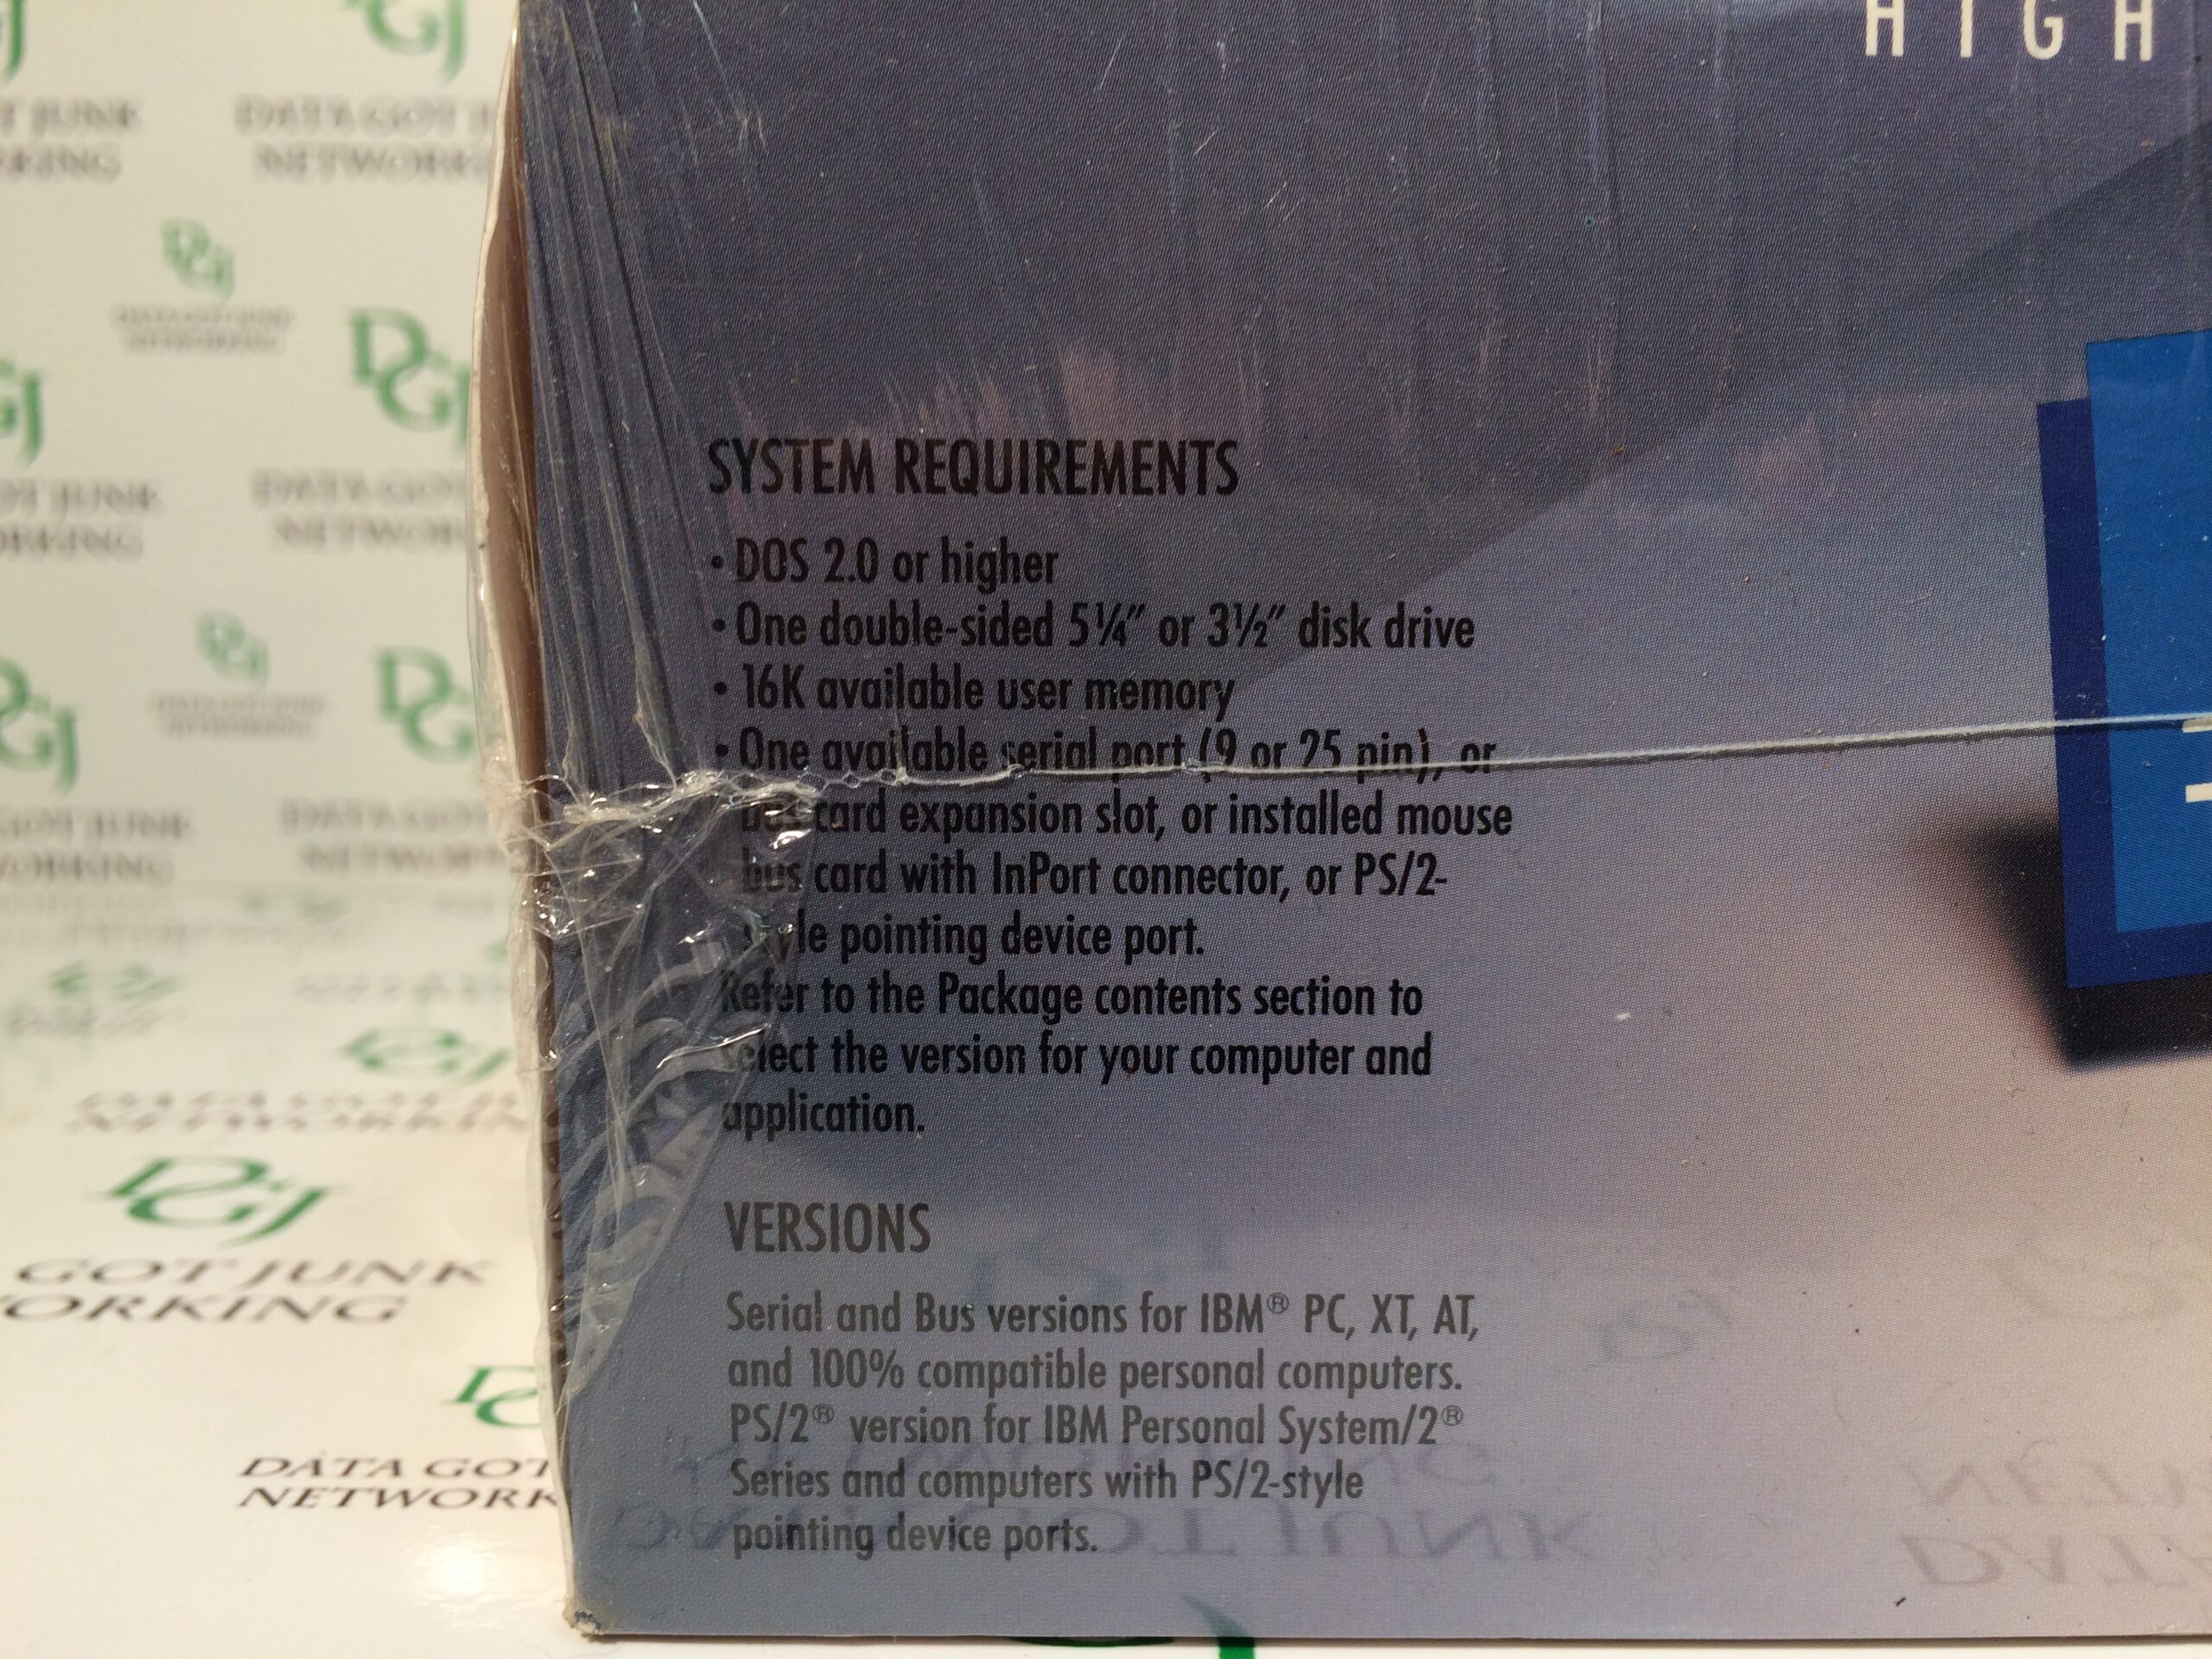 HIGH
SYSTEM REQUIREMENTS
• DOS 2.0 or higher
• One double-sided 5¼" or 3½" disk drive
• 16K available user memory
• One available serial port (9 or 25 pin), or
bus card expansion slot, or installed mouse
bus card with InPort connector, or PS/2-
style pointing device port.
Refer to the Package contents section to
select the version for your computer and
application.
VERSIONS
Serial and Bus versions for IBM® PC, XT, AT,
and 100% compatible personal computers.
PS/2® version for IBM Personal System/2®
Series and computers with PS/2-style
pointing device ports.
DGJ
GOT JUNK
DATA GOT
NETWORK